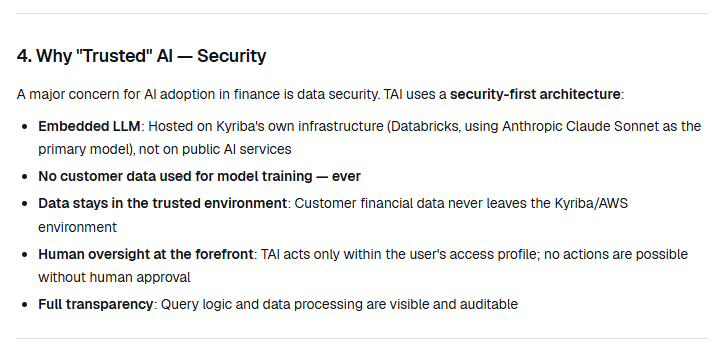 4. Why "Trusted" AI — Security
A major concern for AI adoption in finance is data security. TAI uses a security-first architecture:
• Embedded LLM: Hosted on Kyriba's own infrastructure (Databricks, using Anthropic Claude Sonnet as the
primary model), not on public AI services
• No customer data used for model training — ever
• Data stays in the trusted environment: Customer financial data never leaves the Kyriba/AWS
environment
• Human oversight at the forefront: TAI acts only within the user's access profile; no actions are possible
without human approval
• Full transparency: Query logic and data processing are visible and auditable